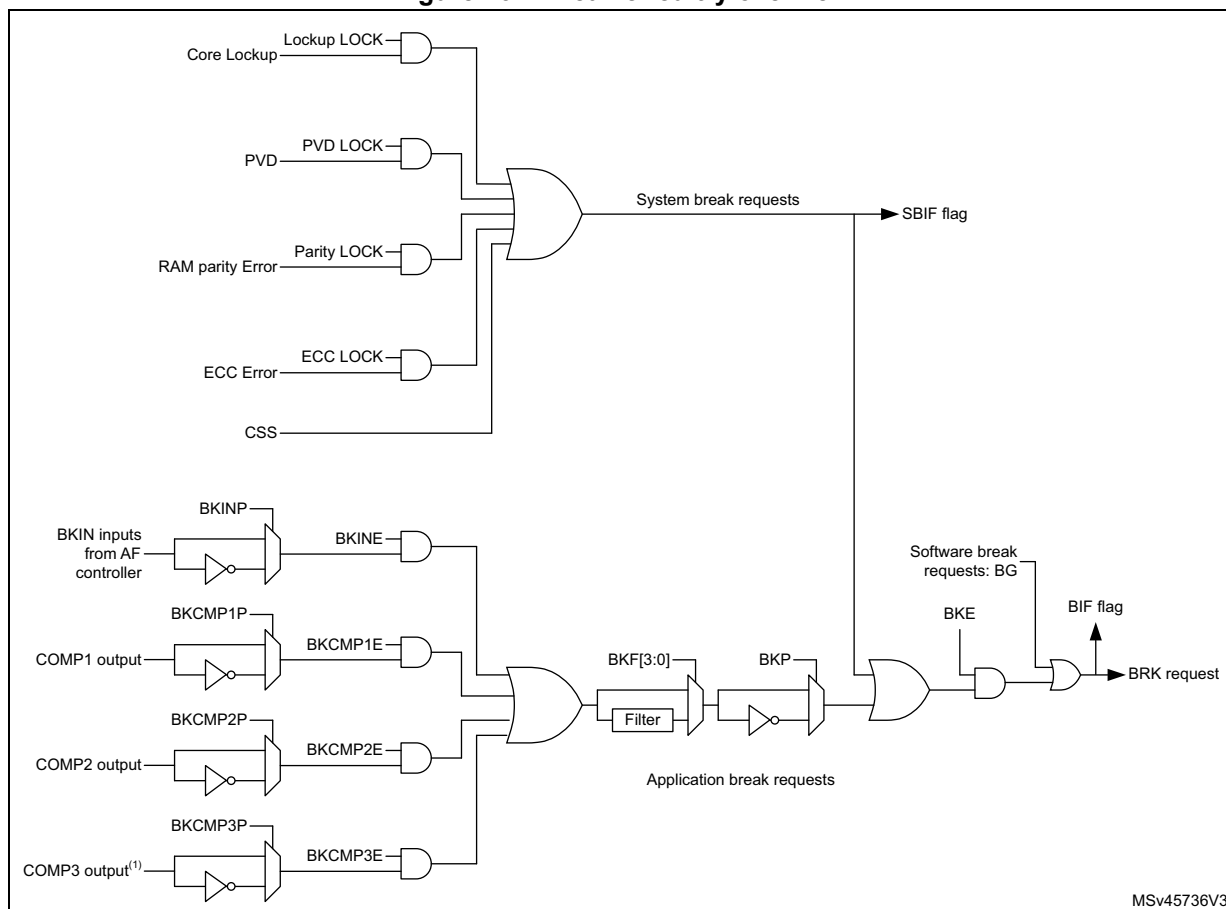 Lockup LOCK
Core Lockup
PVD LOCK
PVD
System break requests
SBIF flag
Parity LOCK
RAM parity Error
ECC LOCK
ECC Error
CSS
BKINP
BKIN inputs
from AF
controller
BKINE
Software break
requests: BG
BIF flag
BKCMP1P
BKE
BKCMP1E
COMP1 output
BKF[3:0]
BKP
BRK request
Filter
BKCMP2P
BKCMP2E
COMP2 output
Application break requests
BKCMP3P
BKCMP3E
COMP3 output(1)
MSv45736V3